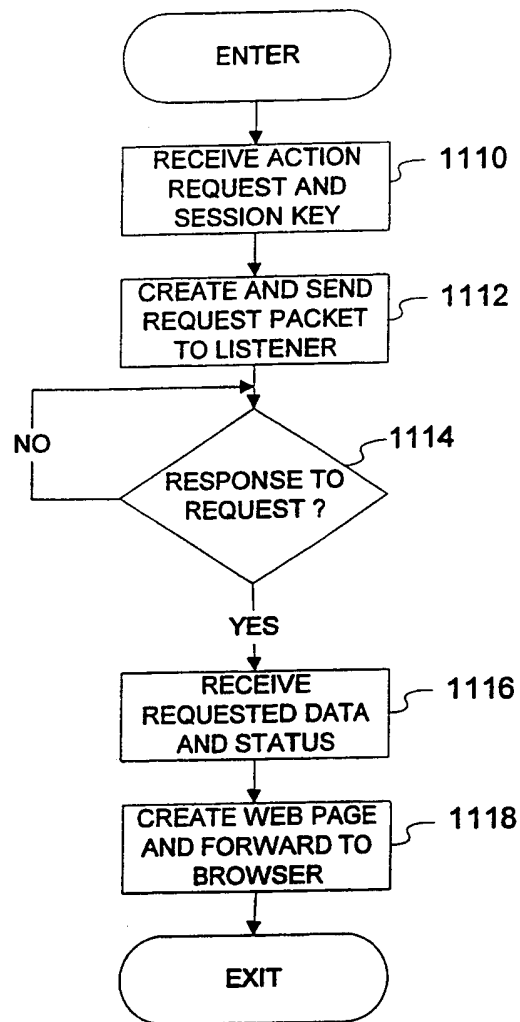 ENTER
RECEIVE ACTION
REQUEST AND
SESSION KEY
1110
CREATE AND SEND
REQUEST PACKET
TO LISTENER
1112
NO
1114
RESPONSE TO
REQUEST ?
YES
RECEIVE
REQUESTED DATA
AND STATUS
1116
CREATE WEB PAGE
AND FORWARD TO
BROWSER
1118
EXIT